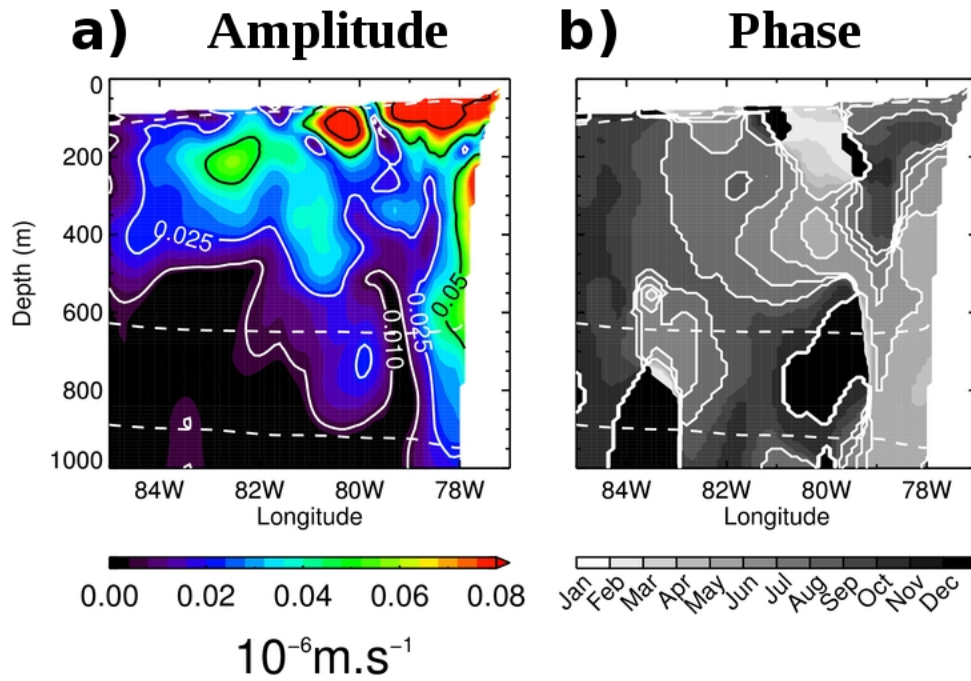 a) Amplitude
b) Phase
0
200
400
600
800
1000
Depth (m)
0.025
0.05
0.025
0.010
84W 82W 80W 78W
Longitude
84W 82W 80W 78W
Longitude
0.00 0.02 0.04 0.06 0.08
10⁻⁶m.s⁻¹
Jan Feb Mar Apr May Jun Jul Aug Sep Oct Nov Dec